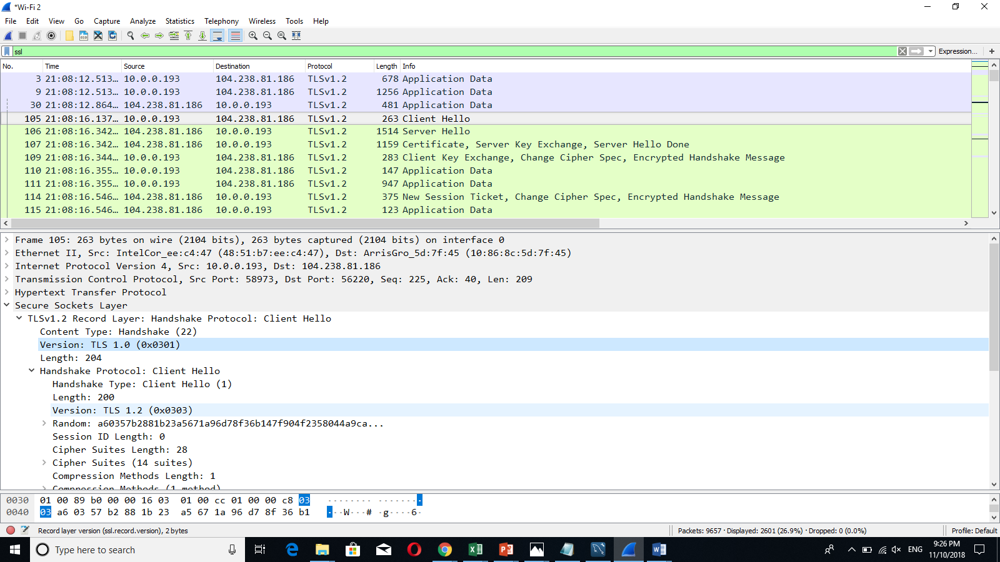 *Wi-Fi 2
File Edit View Go Capture Analyze Statistics Telephony Wireless Tools Help
ssl Expression... +
No. Time Source Destination Protocol Length Info
3 21:08:12.513… 10.0.0.193 104.238.81.186 TLSv1.2 678 Application Data
9 21:08:12.513… 10.0.0.193 104.238.81.186 TLSv1.2 1256 Application Data
30 21:08:12.864… 104.238.81.186 10.0.0.193 TLSv1.2 481 Application Data
105 21:08:16.137… 10.0.0.193 104.238.81.186 TLSv1.2 263 Client Hello
106 21:08:16.342… 104.238.81.186 10.0.0.193 TLSv1.2 1514 Server Hello
107 21:08:16.342… 104.238.81.186 10.0.0.193 TLSv1.2 1159 Certificate, Server Key Exchange, Server Hello Done
109 21:08:16.344… 10.0.0.193 104.238.81.186 TLSv1.2 283 Client Key Exchange, Change Cipher Spec, Encrypted Handshake Message
110 21:08:16.355… 10.0.0.193 104.238.81.186 TLSv1.2 147 Application Data
111 21:08:16.355… 10.0.0.193 104.238.81.186 TLSv1.2 947 Application Data
114 21:08:16.546… 104.238.81.186 10.0.0.193 TLSv1.2 375 New Session Ticket, Change Cipher Spec, Encrypted Handshake Message
115 21:08:16.546… 104.238.81.186 10.0.0.193 TLSv1.2 123 Application Data
Frame 105: 263 bytes on wire (2104 bits), 263 bytes captured (2104 bits) on interface 0
Ethernet II, Src: IntelCor_ee:c4:47 (48:51:b7:ee:c4:47), Dst: ArrisGro_5d:7f:45 (10:86:8c:5d:7f:45)
Internet Protocol Version 4, Src: 10.0.0.193, Dst: 104.238.81.186
Transmission Control Protocol, Src Port: 58973, Dst Port: 56220, Seq: 225, Ack: 40, Len: 209
Hypertext Transfer Protocol
Secure Sockets Layer
TLSv1.2 Record Layer: Handshake Protocol: Client Hello
Content Type: Handshake (22)
Version: TLS 1.0 (0x0301)
Length: 204
Handshake Protocol: Client Hello
Handshake Type: Client Hello (1)
Length: 200
Version: TLS 1.2 (0x0303)
Random: a60357b2881b23a5671a96d78f36b147f904f2358044a9ca...
Session ID Length: 0
Cipher Suites Length: 28
Cipher Suites (14 suites)
Compression Methods Length: 1
Compression Methods (1 method)
0030 01 00 89 b0 00 00 16 03 01 00 cc 01 00 00 c8 03 ········ ········
0040 03 a6 03 57 b2 88 1b 23 a5 67 1a 96 d7 8f 36 b1 ···W···# ·g····6·
Record layer version (ssl.record.version), 2 bytes Packets: 9657 · Displayed: 2601 (26.9%) · Dropped: 0 (0.0%) Profile: Default
Type here to search ENG 9:26 PM
11/10/2018